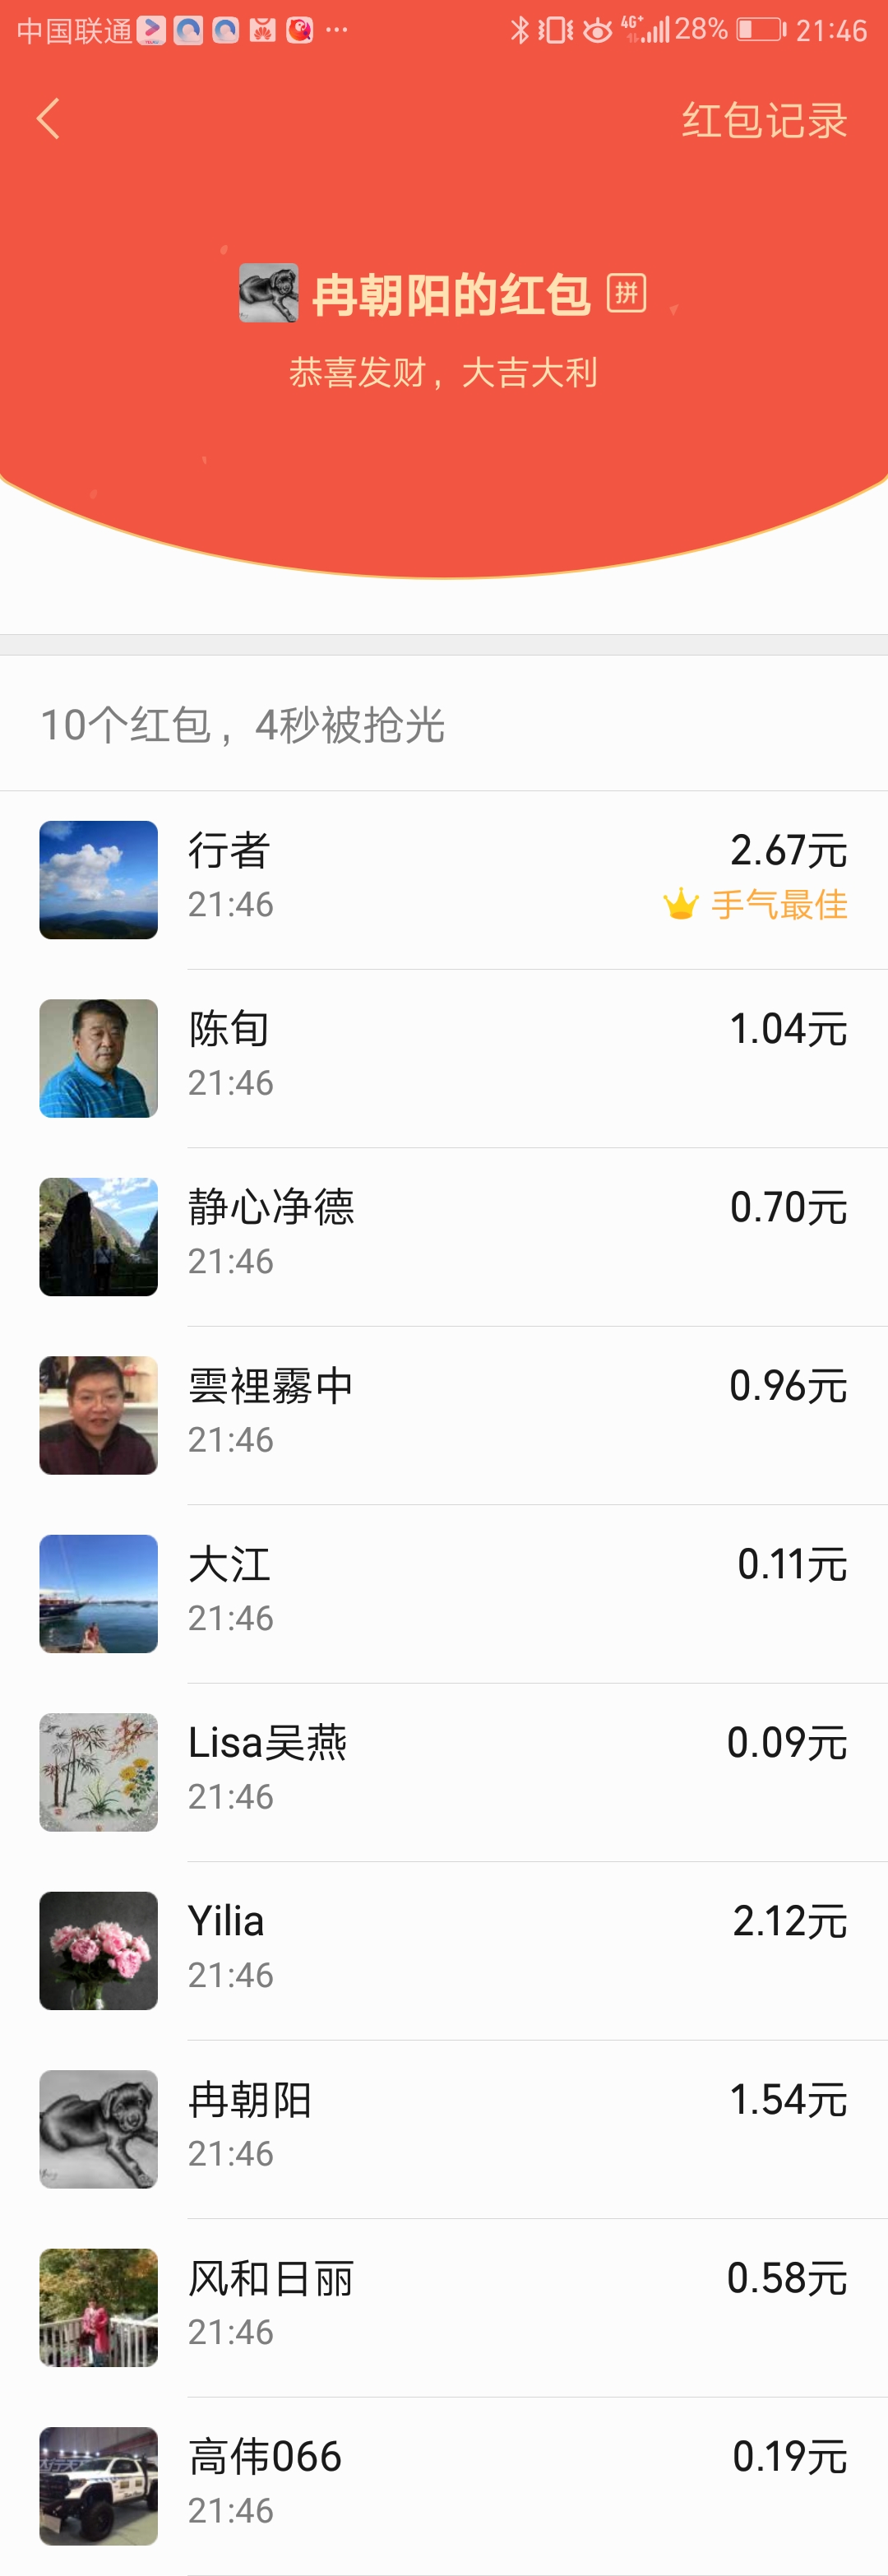 中国联通 4G+ 28% 21:46
红包记录
冉朝阳的红包 拼
恭喜发财，大吉大利
10个红包，4秒被抢光
行者 2.67元
21:46 手气最佳
陈旬 1.04元
21:46
静心净德 0.70元
21:46
雲裡霧中 0.96元
21:46
大江 0.11元
21:46
Lisa吴燕 0.09元
21:46
Yilia 2.12元
21:46
冉朝阳 1.54元
21:46
风和日丽 0.58元
21:46
高伟066 0.19元
21:46